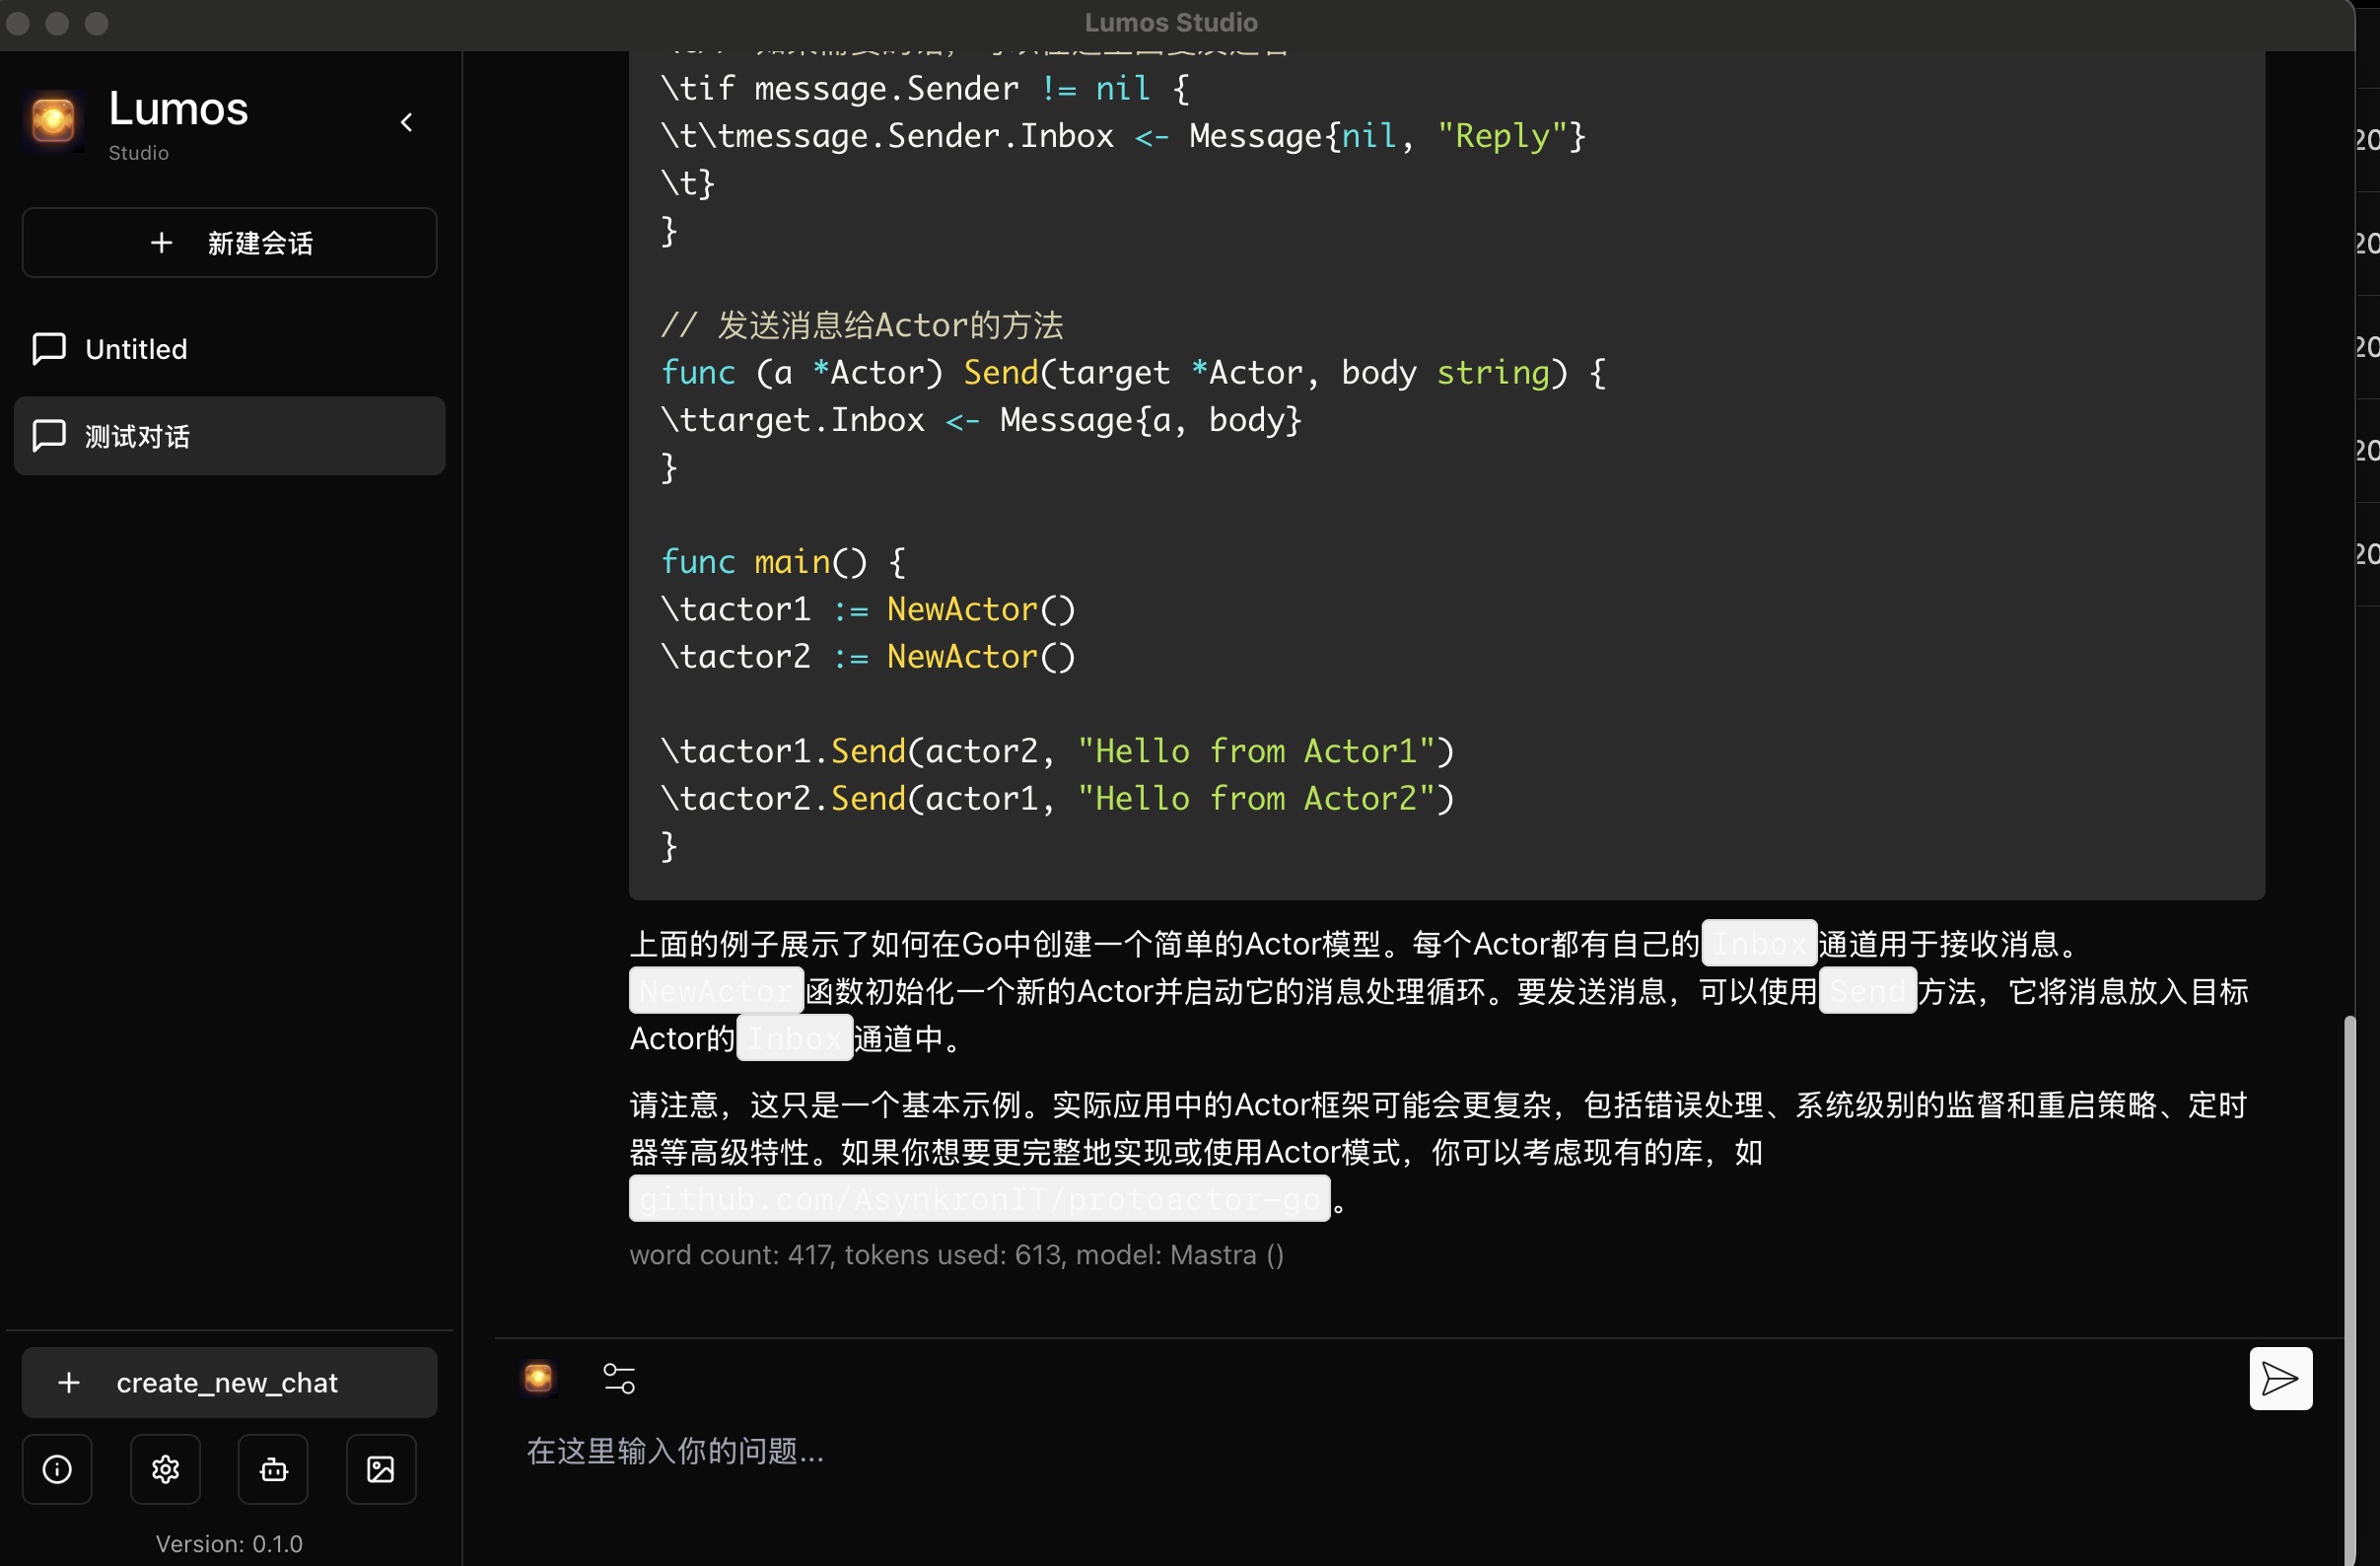 Lumos Studio
Lumos
Studio
新建会话
Untitled
测试对话
create_new_chat
Version: 0.1.0
\tif message.Sender != nil {
\t\tmessage.Sender.Inbox <- Message{nil, "Reply"}
\t}
}
// 发送消息给Actor的方法
func (a *Actor) Send(target *Actor, body string) {
\ttarget.Inbox <- Message{a, body}
}
func main() {
\tactor1 := NewActor()
\tactor2 := NewActor()
\tactor1.Send(actor2, "Hello from Actor1")
\tactor2.Send(actor1, "Hello from Actor2")
}
上面的例子展示了如何在Go中创建一个简单的Actor模型。每个Actor都有自己的Inbox通道用于接收消息。
NewActor函数初始化一个新的Actor并启动它的消息处理循环。要发送消息，可以使用Send方法，它将消息放入目标
Actor的Inbox通道中。
请注意，这只是一个基本示例。实际应用中的Actor框架可能会更复杂，包括错误处理、系统级别的监督和重启策略、定时
器等高级特性。如果你想要更完整地实现或使用Actor模式，你可以考虑现有的库，如
github.com/AsynkronIT/protoactor-go。
word count: 417, tokens used: 613, model: Mastra ()
在这里输入你的问题...
20
20
20
20
20